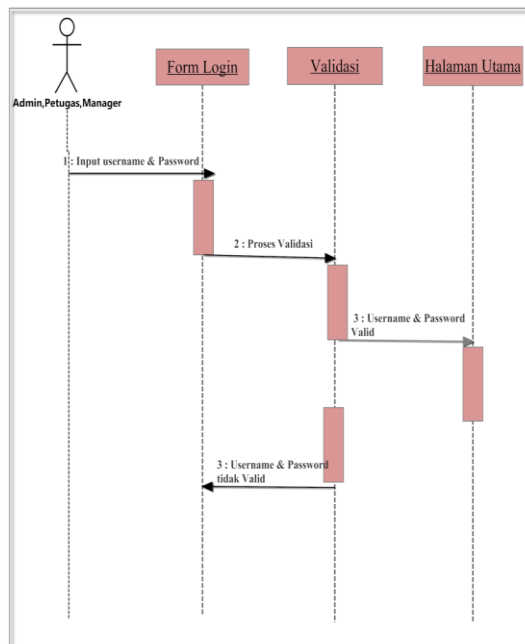 Form Login
Validasi
Halaman Utama
Admin,Petugas,Manager
1 : Input username & Password
2 : Proses Validasi
3 : Username & Password
Valid
3 : Username & Password
tidak Valid